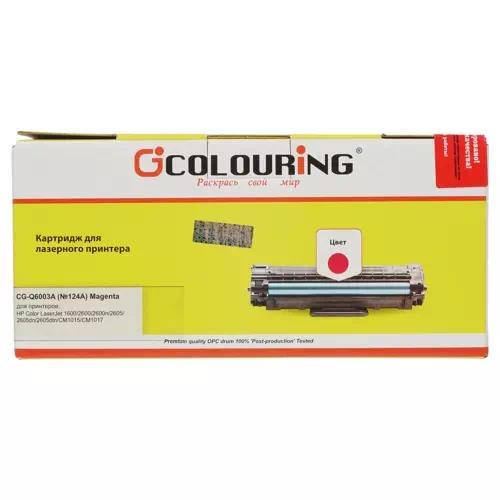 GCOLOURING
Раскрась свой мир
Картридж для
лазерного принтера
Цвет
CG-Q6003A (№124A) Magenta
для принтеров:
HP Color LaserJet 1600/2600/2600n/2605/
2605dn/2605dtn/CM1015/CM1017
Premium quality OPC drum 100% 'Post-production' Tested